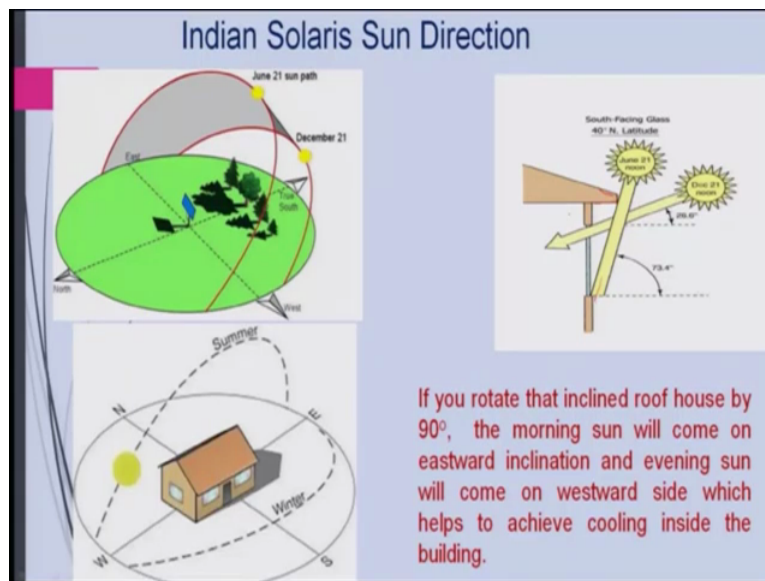 Indian Solaris Sun Direction
June 21 sun path
December 21
East
True
South
North
West
South-Facing Glass
40° N. Latitude
June 21
noon
Dec 21
noon
73.4°
Summer
N
E
Winter
W
S
If you rotate that inclined roof house by
90°, the morning sun will come on
eastward inclination and evening sun
will come on westward side which
helps to achieve cooling inside the
building.